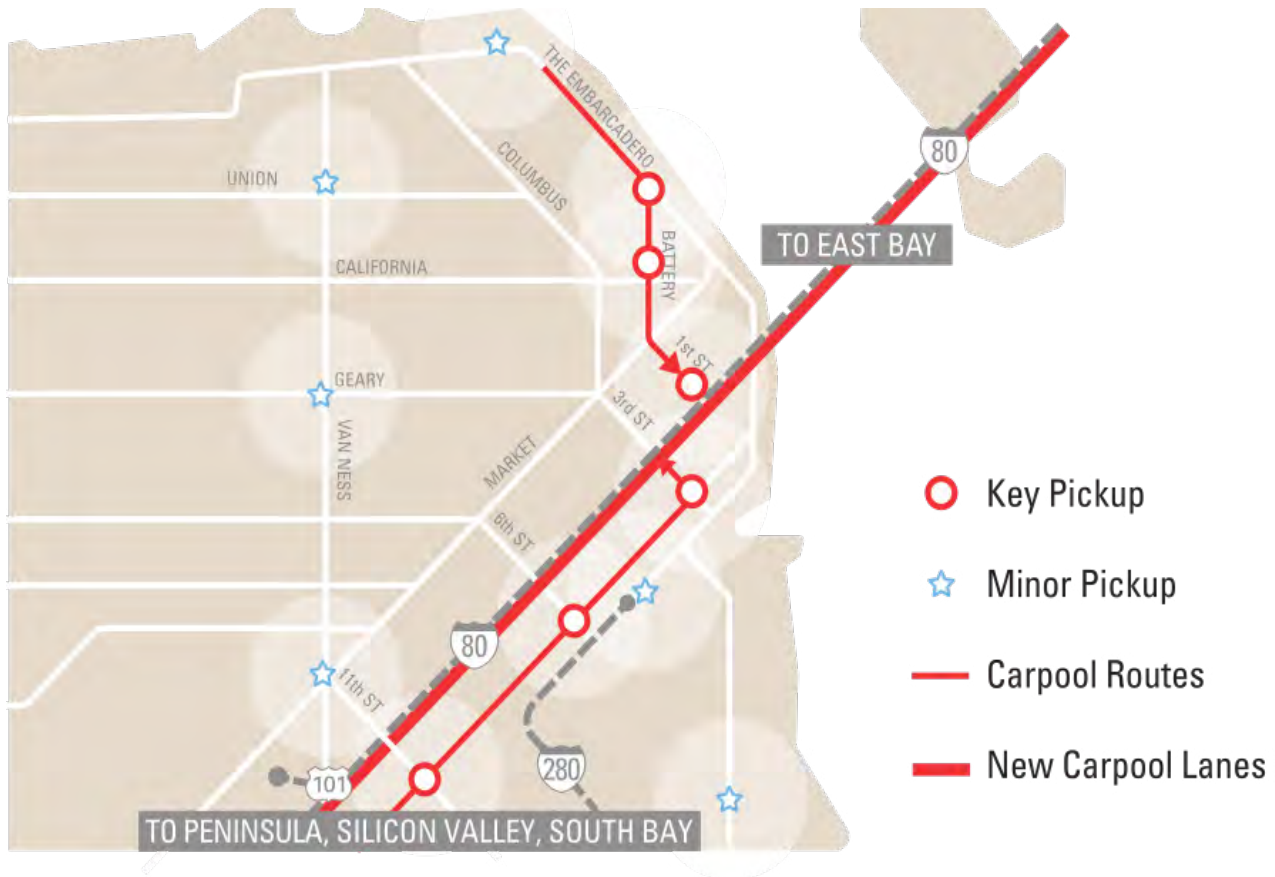 THE EMBARCADERO
COLUMBUS
UNION
80
TO EAST BAY
BATTERY
CALIFORNIA
1st ST
GEARY
3rd ST
VAN NESS
MARKET
6th ST
80
11th ST
101
280
TO PENINSULA, SILICON VALLEY, SOUTH BAY
Key Pickup
Minor Pickup
Carpool Routes
New Carpool Lanes